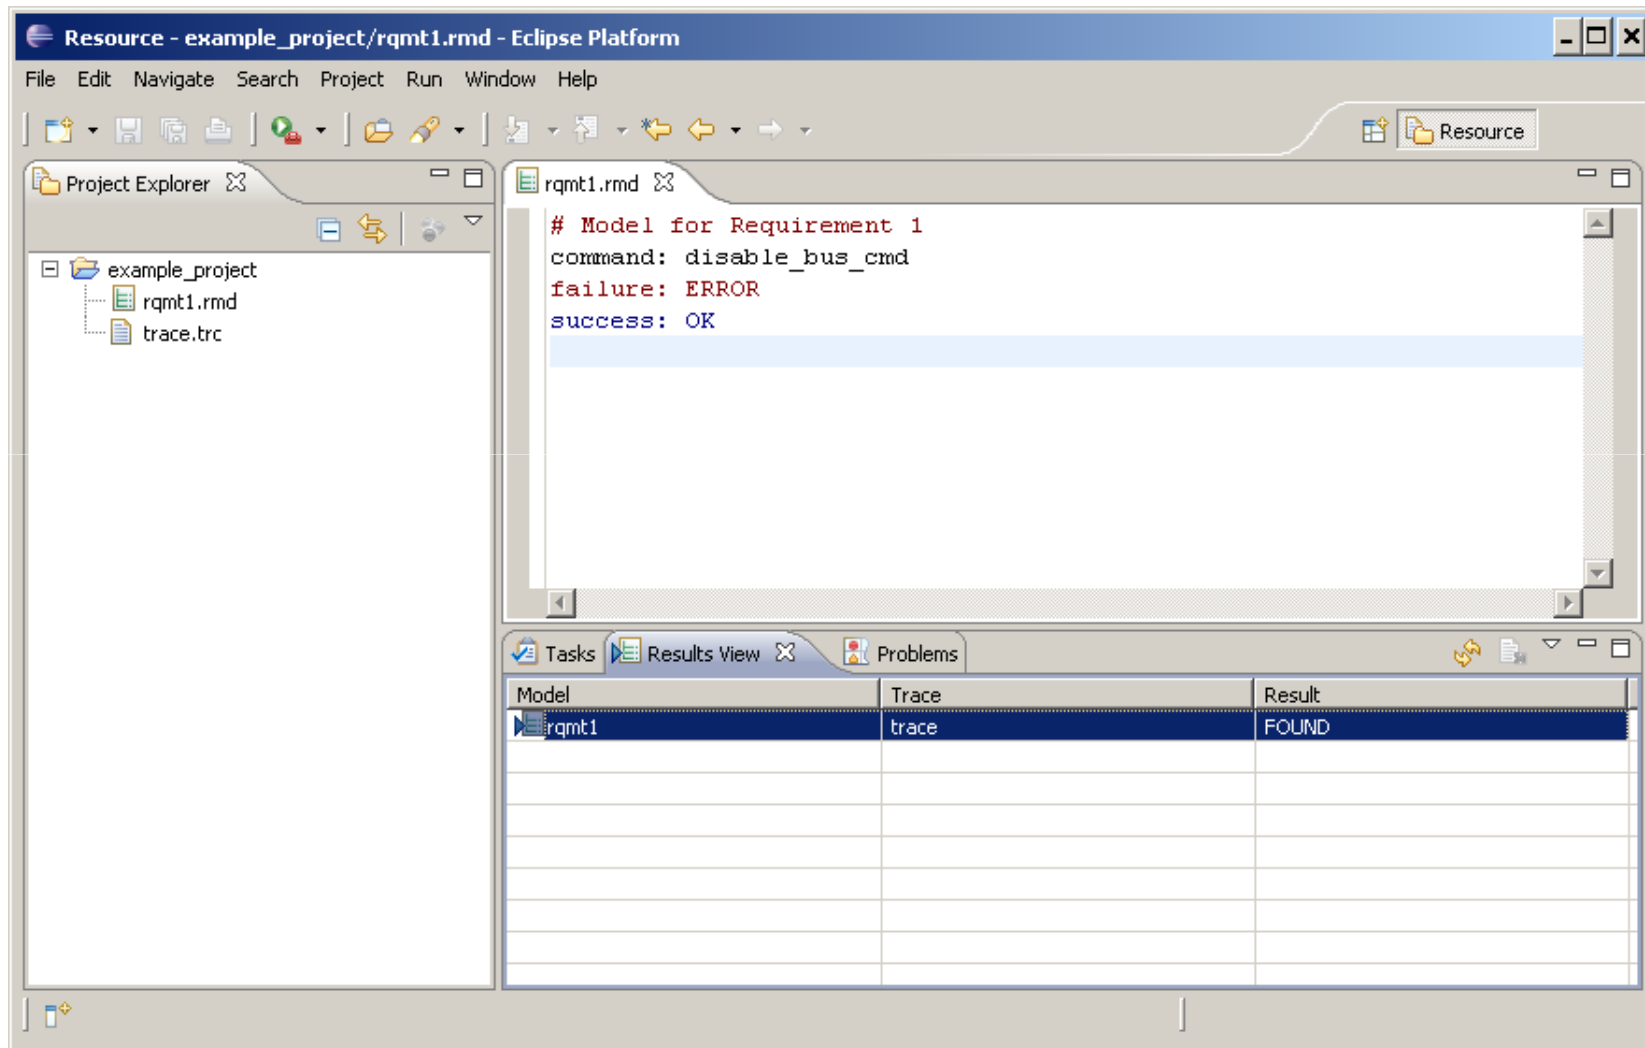 Resource - example_project/rqmt1.rmd - Eclipse Platform
File Edit Navigate Search Project Run Window Help
Resource
Project Explorer
example_project
rqmt1.rmd
trace.trc
rqmt1.rmd
# Model for Requirement 1
command: disable_bus_cmd
failure: ERROR
success: OK
Tasks Results View Problems
Model Trace Result
rqmt1 trace FOUND